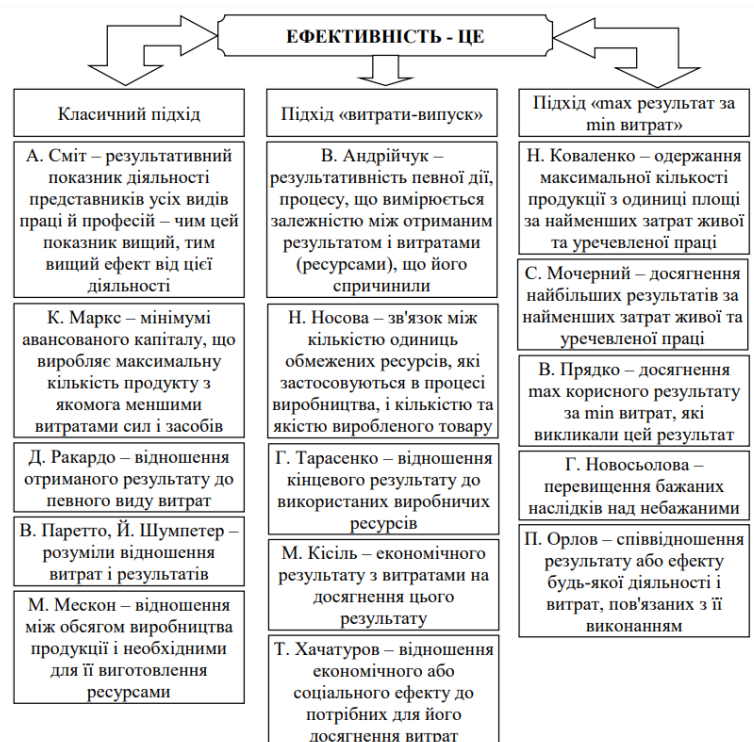 ЕФЕКТИВНІСТЬ - ЦЕ
Класичний підхід
А. Сміт – результативний
показник діяльності
представників усіх видів
праці й професій – чим цей
показник вищий, тим
вищий ефект від цієї
діяльності
К. Маркс – мінімумі
авансованого капіталу, що
виробляє максимальну
кількість продукту з
якомога меншими
витратами сил і засобів
Д. Ракардо – відношення
отриманого результату до
певного виду витрат
В. Паретто, Й. Шумпетер –
розуміли відношення
витрат і результатів
М. Мескон – відношення
між обсягом виробництва
продукції і необхідними
для її виготовлення
ресурсами
Підхід «витрати-випуск»
В. Андрійчук –
результативність певної дії,
процесу, що вимірюється
залежністю між отриманим
результатом і витратами
(ресурсами), що його
спричинили
Н. Носова – зв'язок між
кількістю одиниць
обмежених ресурсів, які
застосовуються в процесі
виробництва, і кількістю та
якістю виробленого товару
Г. Тарасенко – відношення
кінцевого результату до
використаних виробничих
ресурсів
М. Кісіль – економічного
результату з витратами на
досягнення цього
результату
Т. Хачатуров – відношення
економічного або
соціального ефекту до
потрібних для його
досягнення витрат
Підхід «max результат за
min витрат»
Н. Коваленко – одержання
максимальної кількості
продукції з одиниці площі
за найменших затрат живої
та уречевленої праці
С. Мочерний – досягнення
найбільших результатів за
найменших затрат живої та
уречевленої праці
В. Прядко – досягнення
max корисного результату
за min витрат, які
викликали цей результат
Г. Новосьолова –
перевищення бажаних
наслідків над небажаними
П. Орлов – співвідношення
результату або ефекту
будь-якої діяльності і
витрат, пов'язаних з її
виконанням